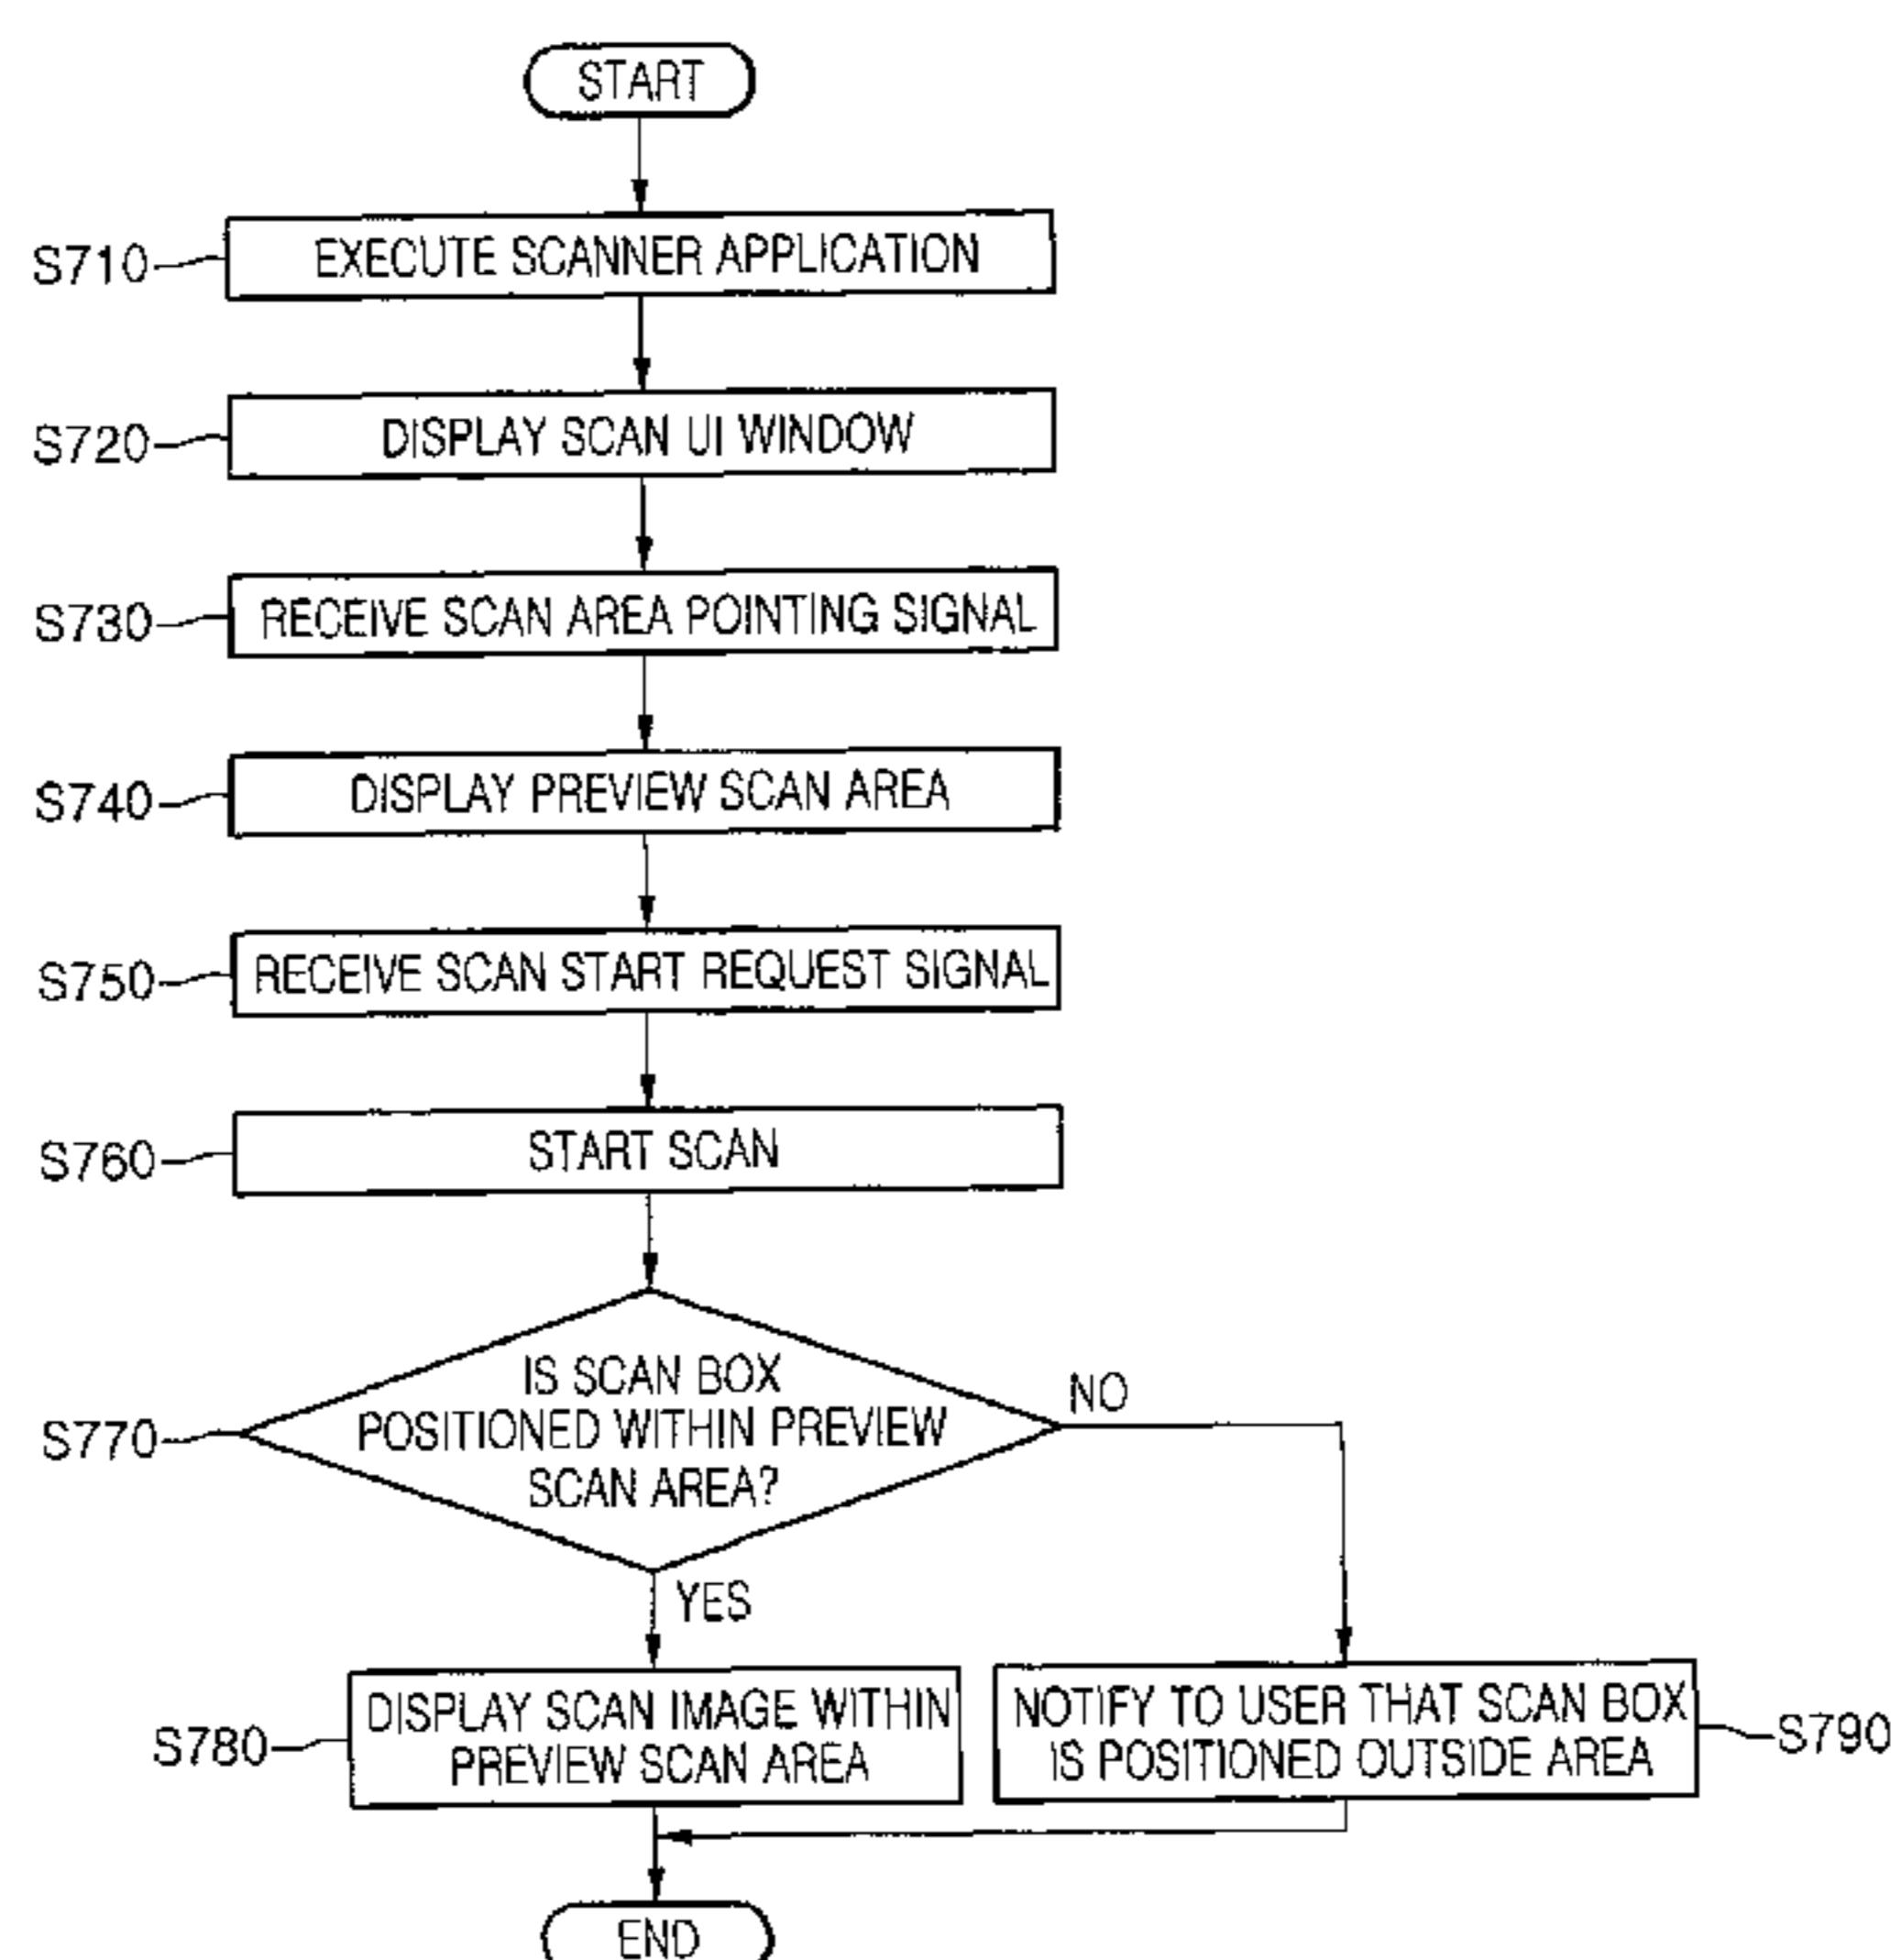 START
S710
EXECUTE SCANNER APPLICATION
S720
DISPLAY SCAN UI WINDOW
S730
RECEIVE SCAN AREA POINTING SIGNAL
S740
DISPLAY PREVIEW SCAN AREA
S750
RECEIVE SCAN START REQUEST SIGNAL
S760
START SCAN
S770
IS SCAN BOX
POSITIONED WITHIN PREVIEW
SCAN AREA?
NO
YES
S780
DISPLAY SCAN IMAGE WITHIN
PREVIEW SCAN AREA
NOTIFY TO USER THAT SCAN BOX
IS POSITIONED OUTSIDE AREA
S790
END